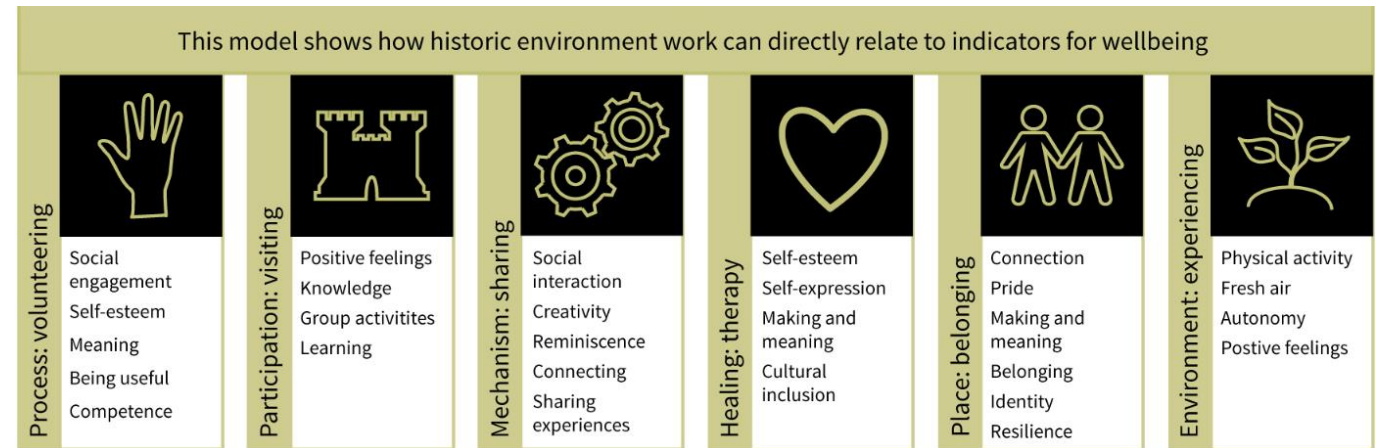 This model shows how historic environment work can directly relate to indicators for wellbeing
Process: volunteering
Social
engagement
Self-esteem
Meaning
Being useful
Competence
Participation: visiting
Positive feelings
Knowledge
Group activitites
Learning
Mechanism: sharing
Social
interaction
Creativity
Reminiscence
Connecting
Sharing
experiences
Healing: therapy
Self-esteem
Self-expression
Making and
meaning
Cultural
inclusion
Place: belonging
Connection
Pride
Making and
meaning
Belonging
Identity
Resilience
Environment: experiencing
Physical activity
Fresh air
Autonomy
Postive feelings